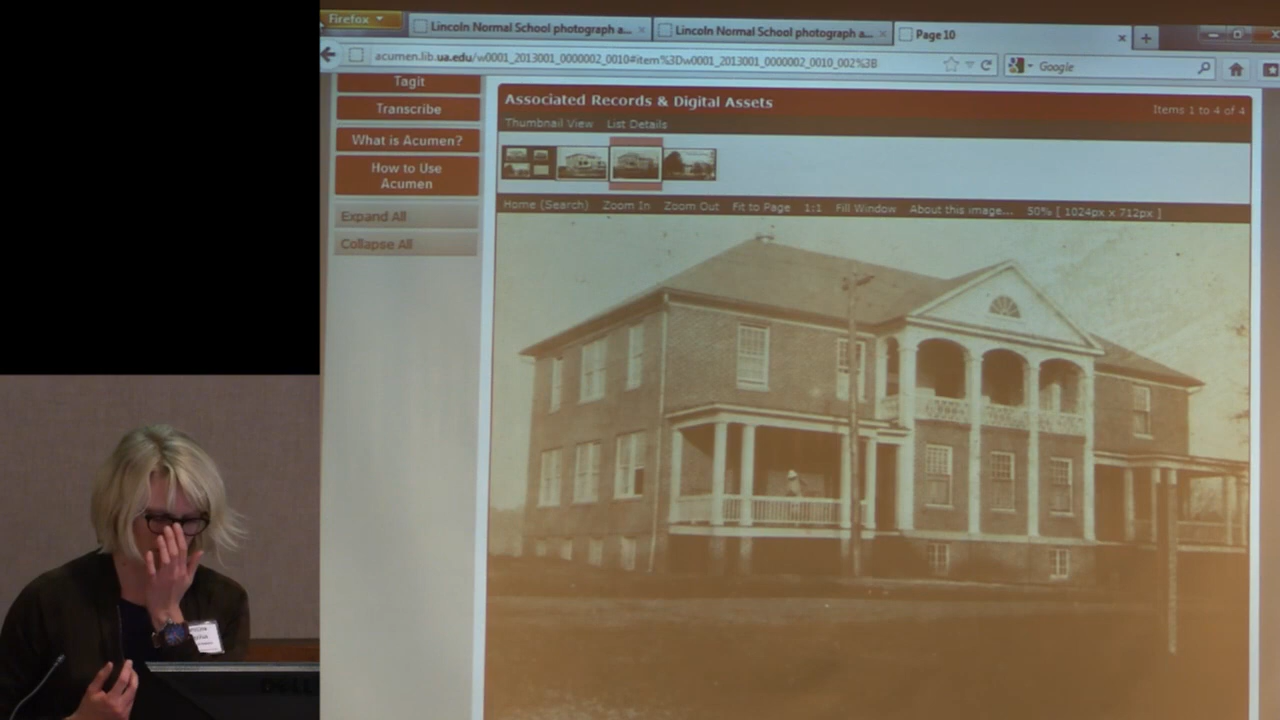 Firefox
Lincoln Normal School photograph a...
Lincoln Normal School photograph a...
Page 10
acumen.lib.ua.edu/w0001_2013001_0000002_0010#item%3Dw0001_2013001_0000002_0010_002%3B
Google
Tagit
Transcribe
What is Acumen?
How to Use
Acumen
Expand All
Collapse All
Associated Records & Digital Assets
Items 1 to 4 of 4
Thumbnail View List Details
Home (Search) Zoom In Zoom Out Fit to Page 1:1 Fill Window About this image... 50% [ 1024px x 712px ]
DELL